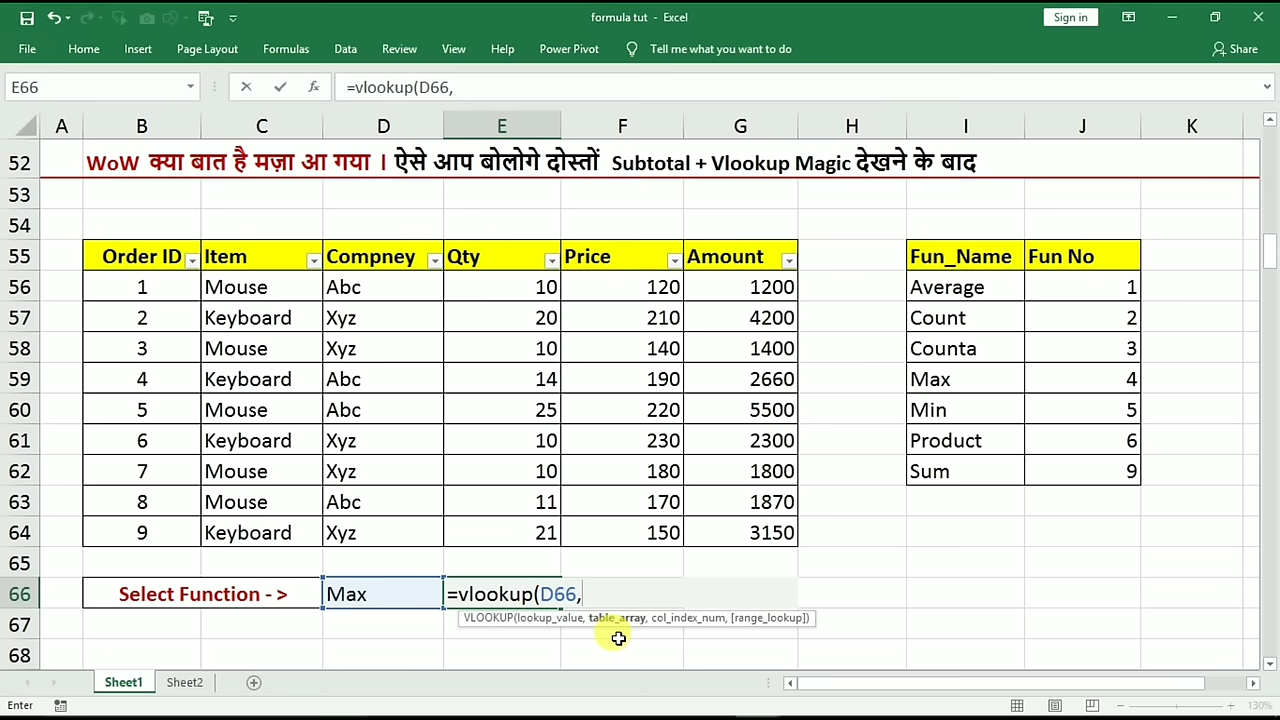 formula tut - Excel
Sign in
File Home Insert Page Layout Formulas Data Review View Help Power Pivot Tell me what you want to do Share
E66 fx =vlookup(D66,
A B C D E F G H I J K
52 WoW क्या बात है मज़ा आ गया । ऐसे आप बोलोगे दोस्तों Subtotal + Vlookup Magic देखने के बाद
53
54
55 Order ID Item Compney Qty Price Amount Fun_Name Fun No
56 1 Mouse Abc 10 120 1200 Average 1
57 2 Keyboard Xyz 20 210 4200 Count 2
58 3 Mouse Xyz 10 140 1400 Counta 3
59 4 Keyboard Abc 14 190 2660 Max 4
60 5 Mouse Abc 25 220 5500 Min 5
61 6 Keyboard Xyz 10 230 2300 Product 6
62 7 Mouse Xyz 10 180 1800 Sum 9
63 8 Mouse Abc 11 170 1870
64 9 Keyboard Xyz 21 150 3150
65
66 Select Function - > Max =vlookup(D66,
67 VLOOKUP(lookup_value, table_array, col_index_num, [range_lookup])
68
Sheet1 Sheet2
Enter 130%